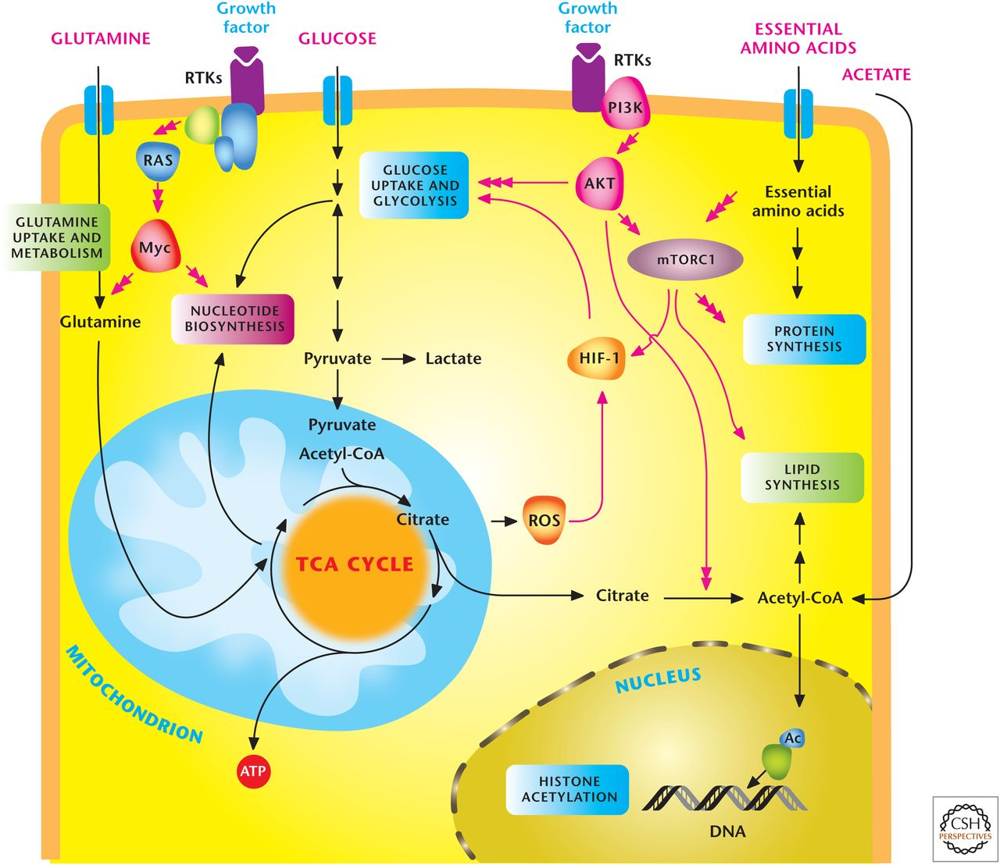 Growth
factor
GLUTAMINE
GLUCOSE
Growth
factor
ESSENTIAL
AMINO ACIDS
ACETATE
RTKs
RTKs
PI3K
RAS
GLUCOSE
UPTAKE AND
GLYCOLYSIS
AKT
Essential
amino acids
GLUTAMINE
UPTAKE AND
METABOLISM
Myc
mTORC1
Glutamine
NUCLEOTIDE
BIOSYNTHESIS
PROTEIN
SYNTHESIS
Pyruvate
Lactate
HIF-1
Pyruvate
Acetyl-CoA
LIPID
SYNTHESIS
Citrate
ROS
TCA CYCLE
Citrate
Acetyl-CoA
MITOCHONDRION
NUCLEUS
Ac
ATP
HISTONE
ACETYLATION
DNA
CSH
PERSPECTIVES